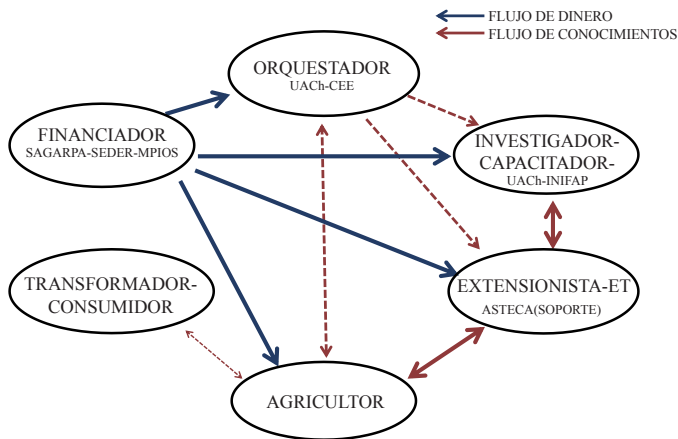 FLUJO DE DINERO
FLUJO DE CONOCIMIENTOS
ORQUESTADOR
UACh-CEE
FINANCIADOR
SAGARPA-SEDER-MPIOS
INVESTIGADOR-
CAPACITADOR-
UACh-INIFAP
TRANSFORMADOR-
CONSUMIDOR
EXTENSIONISTA-ET
ASTECA(SOPORTE)
AGRICULTOR